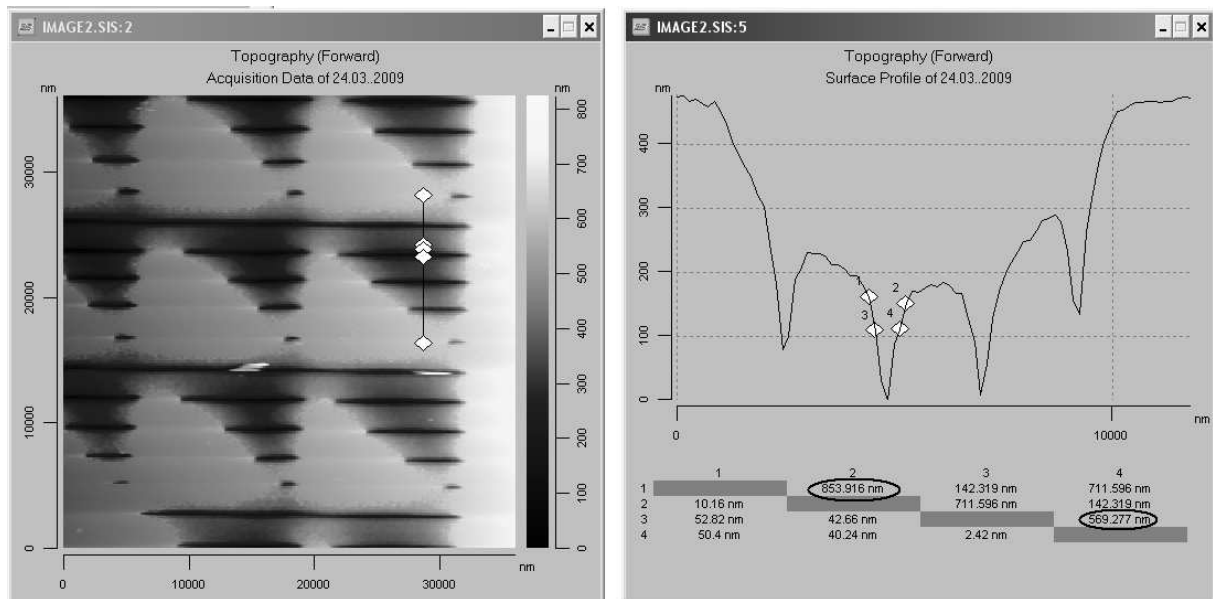 IMAGE2.SIS:2
Topography (Forward)
Acquisition Data of 24.03..2009
nm
nm
30000
20000
10000
0
800
700
600
500
400
300
200
100
0
nm
0
10000
20000
30000
IMAGE2.SIS:5
Topography (Forward)
Surface Profile of 24.03..2009
nm
400
300
200
100
0
1
2
3
4
nm
0
10000
1 2 3 4
1 853.916 nm 142.319 nm 711.596 nm
2 10.16 nm 711.596 nm 142.319 nm
3 52.82 nm 42.66 nm 569.277 nm
4 50.4 nm 40.24 nm 2.42 nm